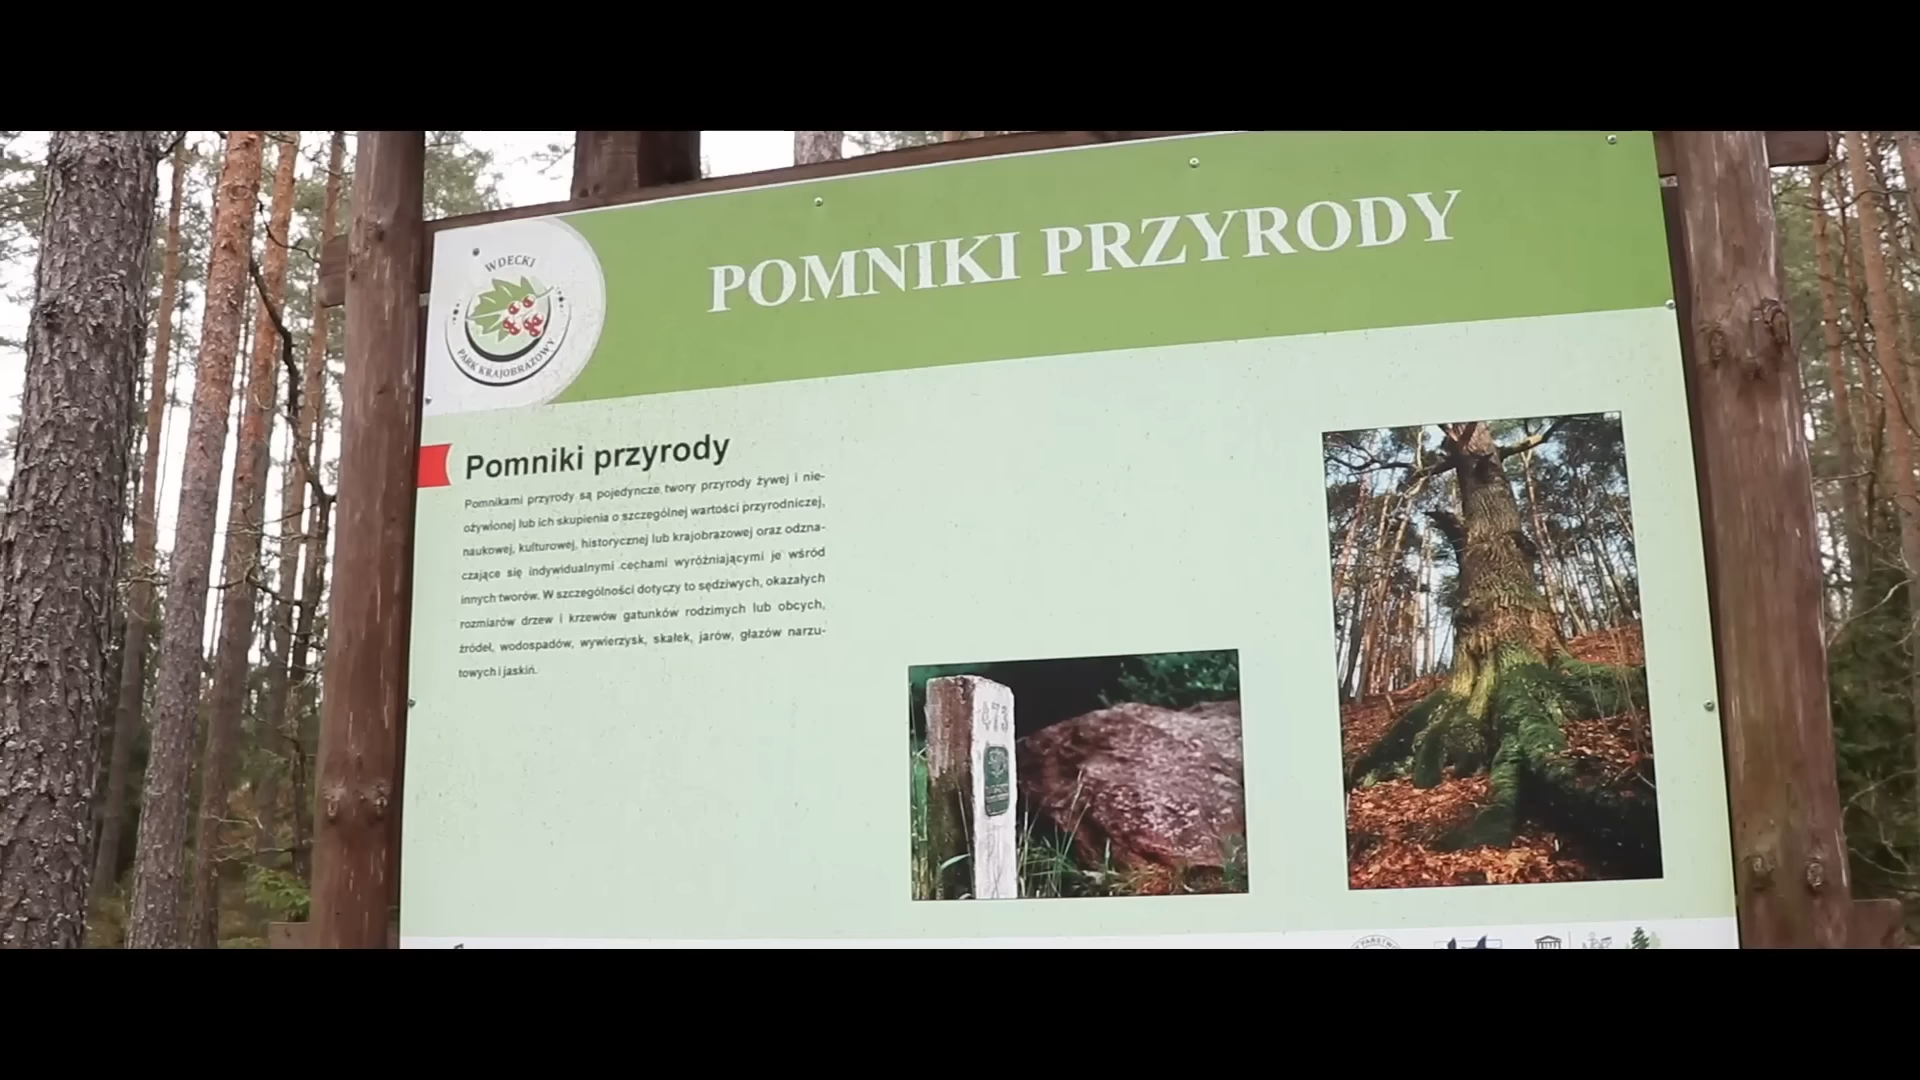 WDECKI
PARK KRAJOBRAZOWY
POMNIKI PRZYRODY
Pomniki przyrody
Pomnikami przyrody są pojedyncze twory przyrody żywej i nie-
ożywionej lub ich skupienia o szczególnej wartości przyrodniczej,
naukowej, kulturowej, historycznej lub krajobrazowej oraz odzna-
czające się indywidualnymi cechami wyróżniającymi je wśród
innych tworów. W szczególności dotyczy to sędziwych, okazałych
rozmiarów drzew i krzewów gatunków rodzimych lub obcych,
źródeł, wodospadów, wywierzysk, skałek, jarów, głazów narzu-
towych i jaskiń.
473